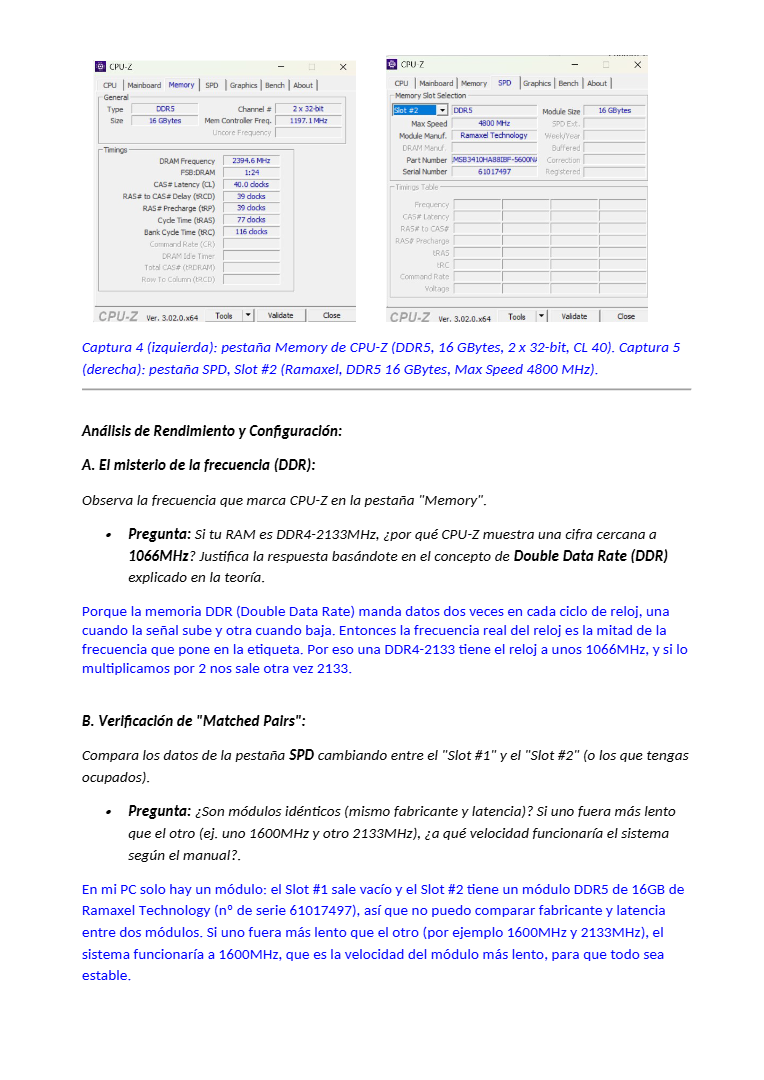 CPU-Z
CPU | Mainboard | Memory | SPD | Graphics | Bench | About
General
Type DDR5 Channel # 2 x 32-bit
Size 16 GBytes Mem Controller Freq. 1197.1 MHz
Uncore Frequency
Timings
DRAM Frequency 2394.6 MHz
FSB:DRAM 1:24
CAS# Latency (CL) 40.0 clocks
RAS# to CAS# Delay (tRCD) 39 clocks
RAS# Precharge (tRP) 39 clocks
Cycle Time (tRAS) 77 clocks
Bank Cycle Time (tRC) 116 clocks
Command Rate (CR)
DRAM Idle Timer
Total CAS# (tRDRAM)
Row To Column (tRCD)
CPU-Z Ver. 3.02.0.x64 Tools Validate Close
CPU-Z
CPU | Mainboard | Memory | SPD | Graphics | Bench | About
Memory Slot Selection
Slot #2 DDR5 Module Size 16 GBytes
Max Speed 4800 MHz SPD Ext.
Module Manuf. Ramaxel Technology Week/Year
DRAM Manuf. Buffered
Part Number Correction
Serial Number 61017497 Registered
Timings Table
Frequency
CAS# Latency
RAS# to CAS#
RAS# Precharge
tRAS
tRC
Command Rate
Voltage
CPU-Z Ver. 3.02.0.x64 Tools Validate Close
Captura 4 (izquierda): pestaña Memory de CPU-Z (DDR5, 16 GBytes, 2 x 32-bit, CL 40). Captura 5
(derecha): pestaña SPD, Slot #2 (Ramaxel, DDR5 16 GBytes, Max Speed 4800 MHz).
Análisis de Rendimiento y Configuración:
A. El misterio de la frecuencia (DDR):
Observa la frecuencia que marca CPU-Z en la pestaña "Memory".
• Pregunta: Si tu RAM es DDR4-2133MHz, ¿por qué CPU-Z muestra una cifra cercana a
1066MHz? Justifica la respuesta basándote en el concepto de Double Data Rate (DDR)
explicado en la teoría.
Porque la memoria DDR (Double Data Rate) manda datos dos veces en cada ciclo de reloj, una
cuando la señal sube y otra cuando baja. Entonces la frecuencia real del reloj es la mitad de la
frecuencia que pone en la etiqueta. Por eso una DDR4-2133 tiene el reloj a unos 1066MHz, y si lo
multiplicamos por 2 nos sale otra vez 2133.
B. Verificación de "Matched Pairs":
Compara los datos de la pestaña SPD cambiando entre el "Slot #1" y el "Slot #2" (o los que tengas
ocupados).
• Pregunta: ¿Son módulos idénticos (mismo fabricante y latencia)? Si uno fuera más lento
que el otro (ej. uno 1600MHz y otro 2133MHz), ¿a qué velocidad funcionaría el sistema
según el manual?.
En mi PC solo hay un módulo: el Slot #1 sale vacío y el Slot #2 tiene un módulo DDR5 de 16GB de
Ramaxel Technology (nº de serie 61017497), así que no puedo comparar fabricante y latencia
entre dos módulos. Si uno fuera más lento que el otro (por ejemplo 1600MHz y 2133MHz), el
sistema funcionaría a 1600MHz, que es la velocidad del módulo más lento, para que todo sea
estable.